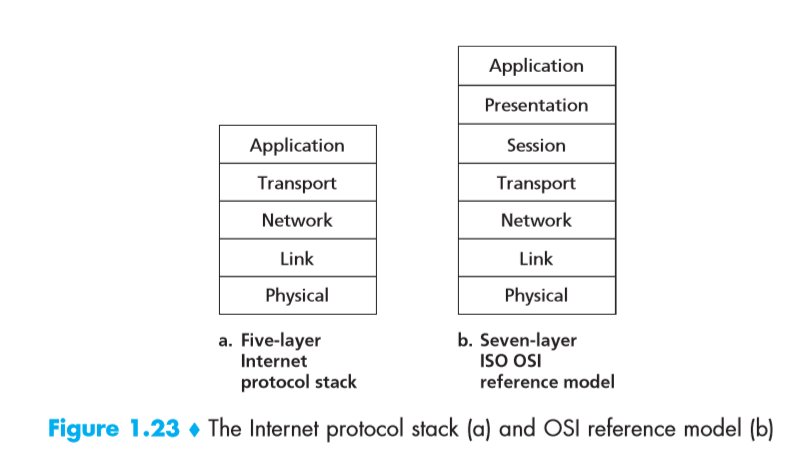 Application
Transport
Network
Link
Physical
a. Five-layer
Internet
protocol stack
Application
Presentation
Session
Transport
Network
Link
Physical
b. Seven-layer
ISO OSI
reference model
Figure 1.23 ♦ The Internet protocol stack (a) and OSI reference model (b)